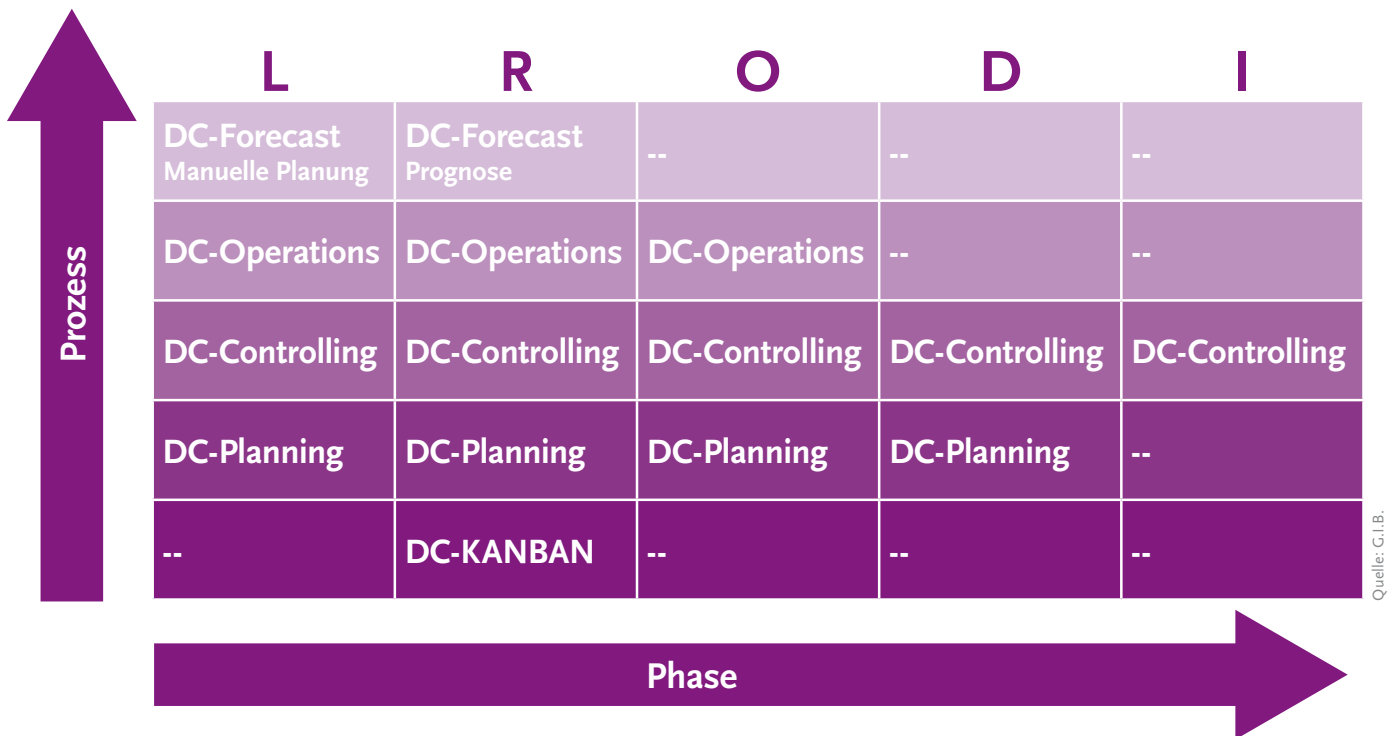 L R O D I
DC-Forecast DC-Forecast -- -- --
Manuelle Planung Prognose
DC-Operations DC-Operations DC-Operations -- --
DC-Controlling DC-Controlling DC-Controlling DC-Controlling DC-Controlling
DC-Planning DC-Planning DC-Planning DC-Planning --
-- DC-KANBAN -- -- --
Prozess
Phase
Quelle: G.I.B.